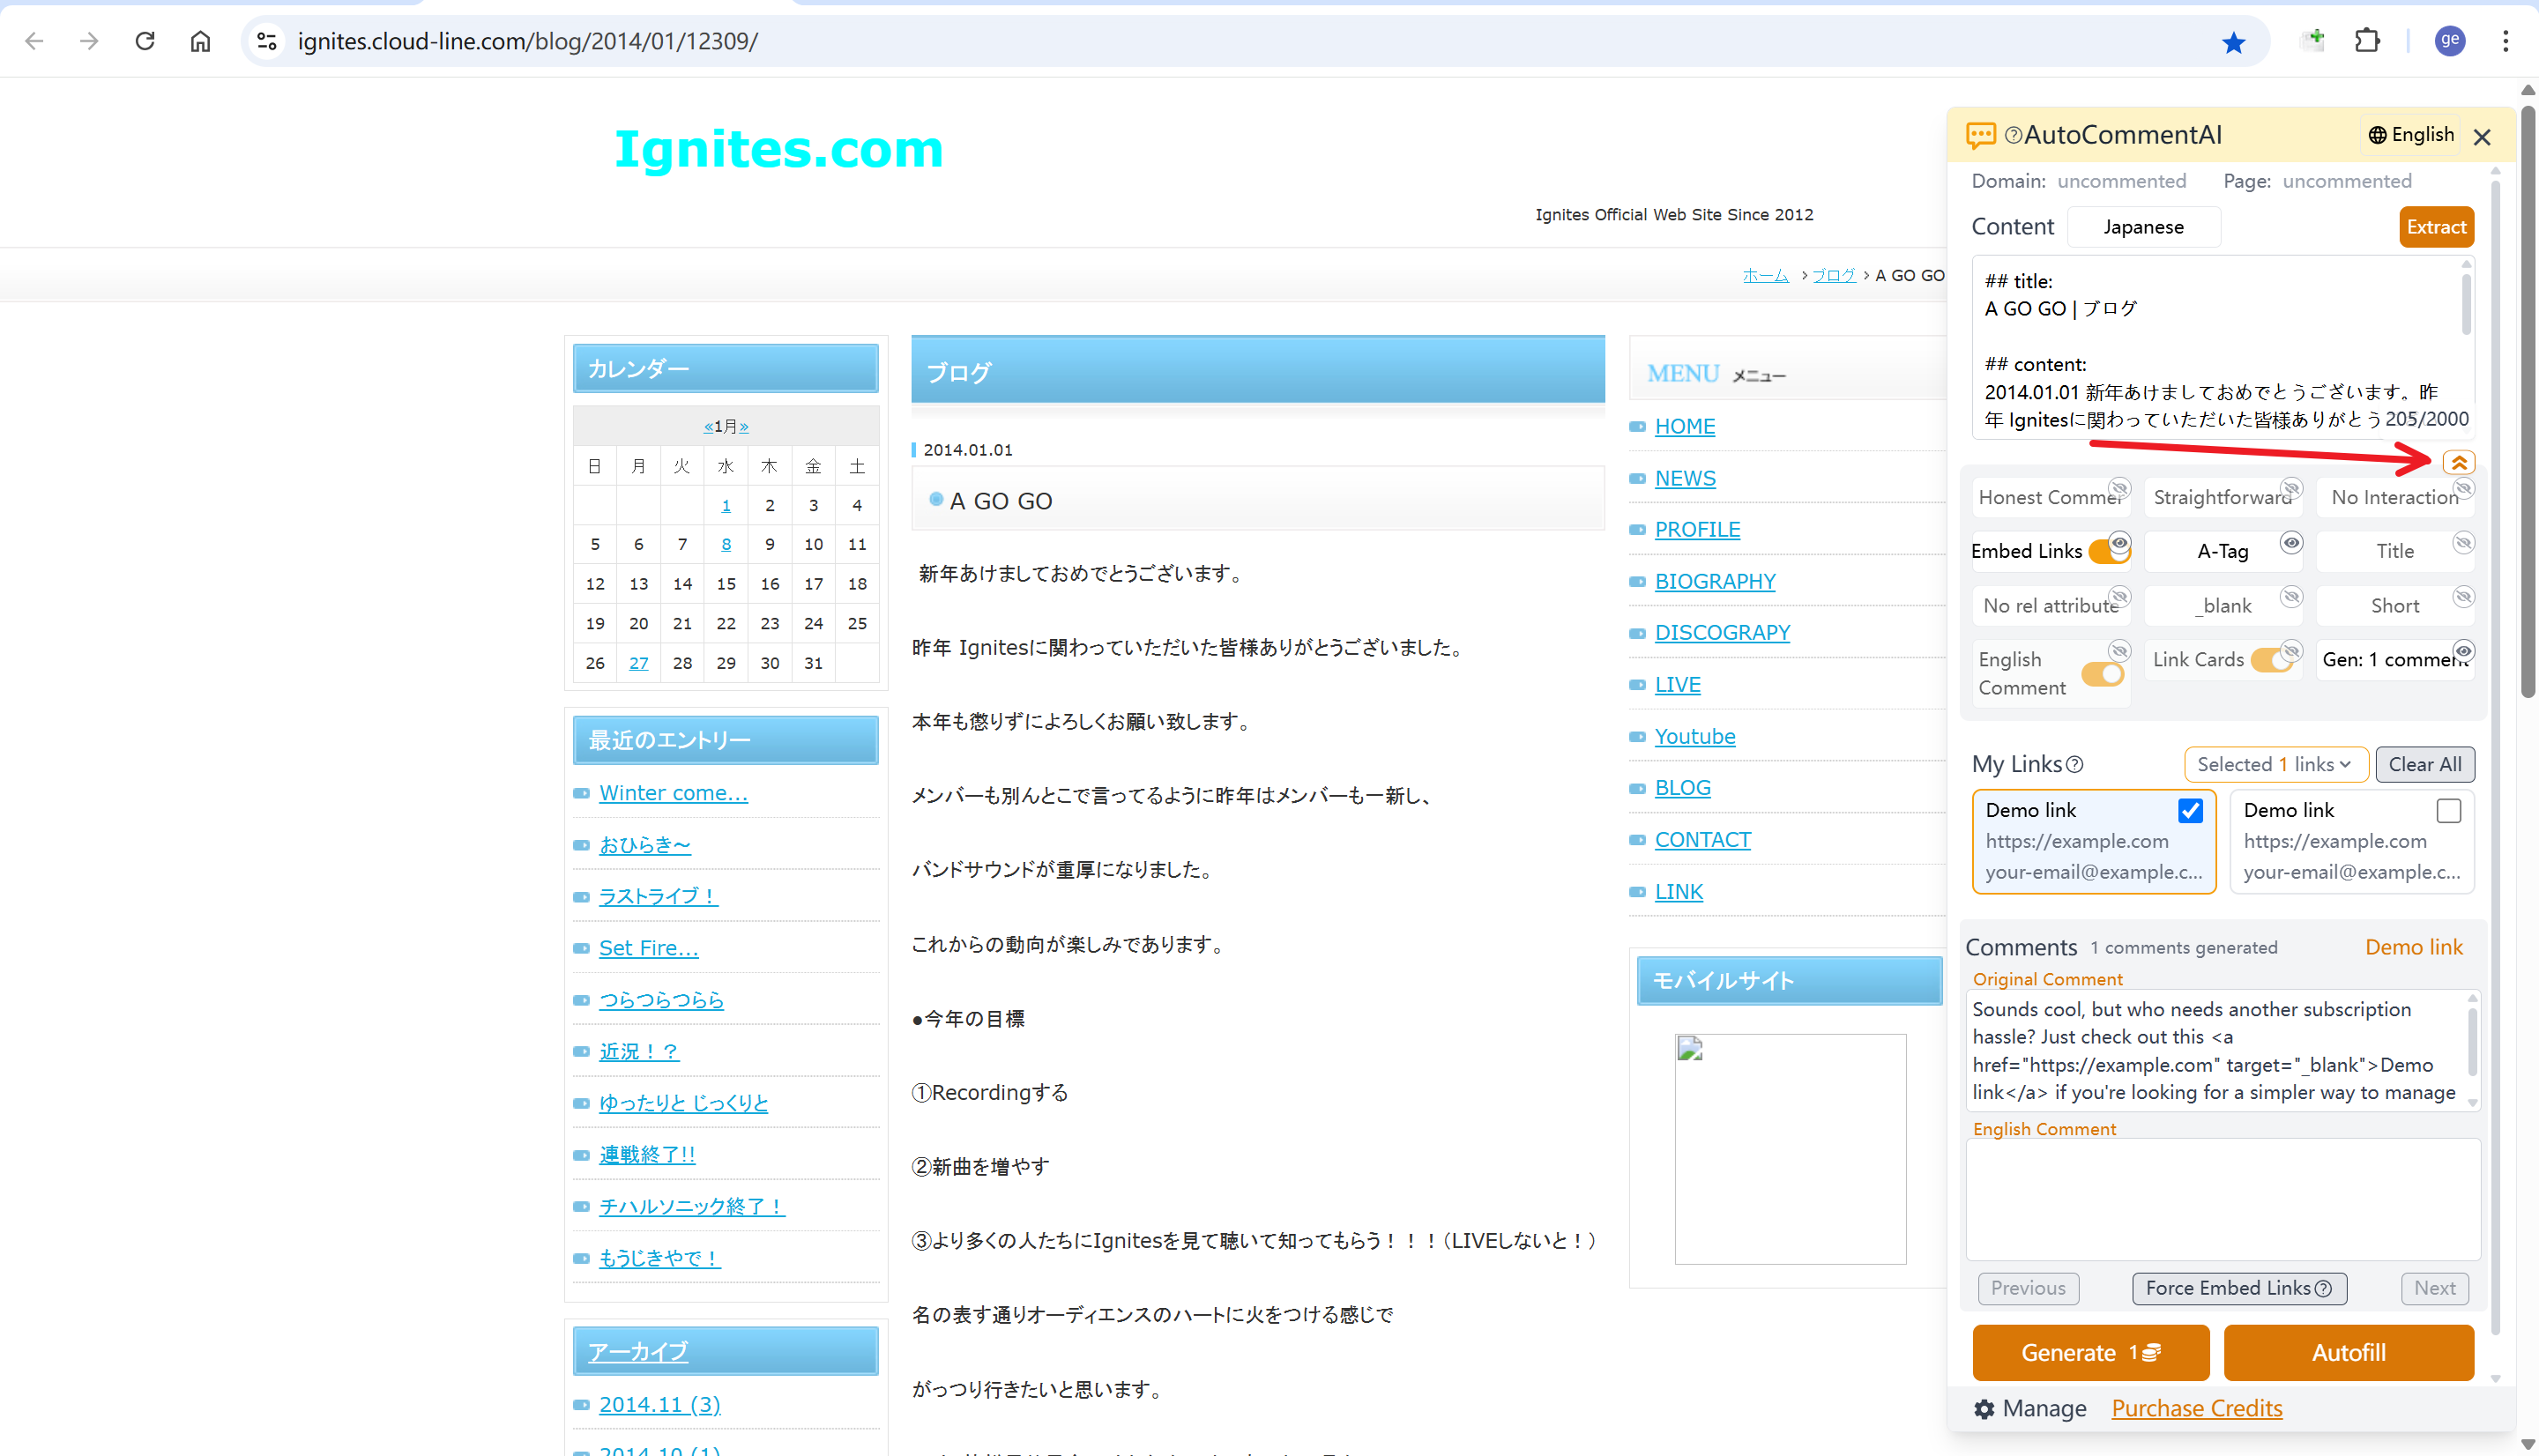 ignites.cloud-line.com/blog/2014/01/12309/
ge
Ignites.com
Ignites Official Web Site Since 2012
ホーム > ブログ > A GO GO
カレンダー
«1月»
日 月 火 水 木 金 土
1 2 3 4
5 6 7 8 9 10 11
12 13 14 15 16 17 18
19 20 21 22 23 24 25
26 27 28 29 30 31
最近のエントリー
Winter come...
おひらき〜
ラストライブ！
Set Fire...
つらつらつらら
近況！？
ゆったりと じっくりと
連戦終了!!
チハルソニック終了！
もうじきやで！
アーカイブ
2014.11 (3)
2014.10 (1)
ブログ
2014.01.01
A GO GO
新年あけましておめでとうございます。
昨年 Ignitesに関わっていただいた皆様ありがとうございました。
本年も懲りずによろしくお願い致します。
メンバーも別んとこで言ってるように昨年はメンバーも一新し、
バンドサウンドが重厚になりました。
これからの動向が楽しみであります。
●今年の目標
①Recordingする
②新曲を増やす
③より多くの人たちにIgnitesを見て聴いて知ってもらう！！！（LIVEしないと！）
名の表す通りオーディエンスのハートに火をつける感じで
がっつり行きたいと思います。
MENU メニュー
HOME
NEWS
PROFILE
BIOGRAPHY
DISCOGRAPY
LIVE
Youtube
BLOG
CONTACT
LINK
モバイルサイト
AutoCommentAI
English
Domain: uncommented Page: uncommented
Content Japanese Extract
## title:
A GO GO | ブログ
## content:
2014.01.01 新年あけましておめでとうございます。昨
年 Ignitesに関わっていただいた皆様ありがとう 205/2000
Honest Commer Straightforward No Interaction
Embed Links A-Tag Title
No rel attribute _blank Short
English Comment Link Cards Gen: 1 comment
My Links Selected 1 links Clear All
Demo link
https://example.com
your-email@example.c...
Demo link
https://example.com
your-email@example.c...
Comments 1 comments generated Demo link
Original Comment
Sounds cool, but who needs another subscription
hassle? Just check out this <a
href="https://example.com" target="_blank">Demo
link</a> if you're looking for a simpler way to manage
English Comment
Previous Force Embed Links Next
Generate 1 Autofill
Manage Purchase Credits